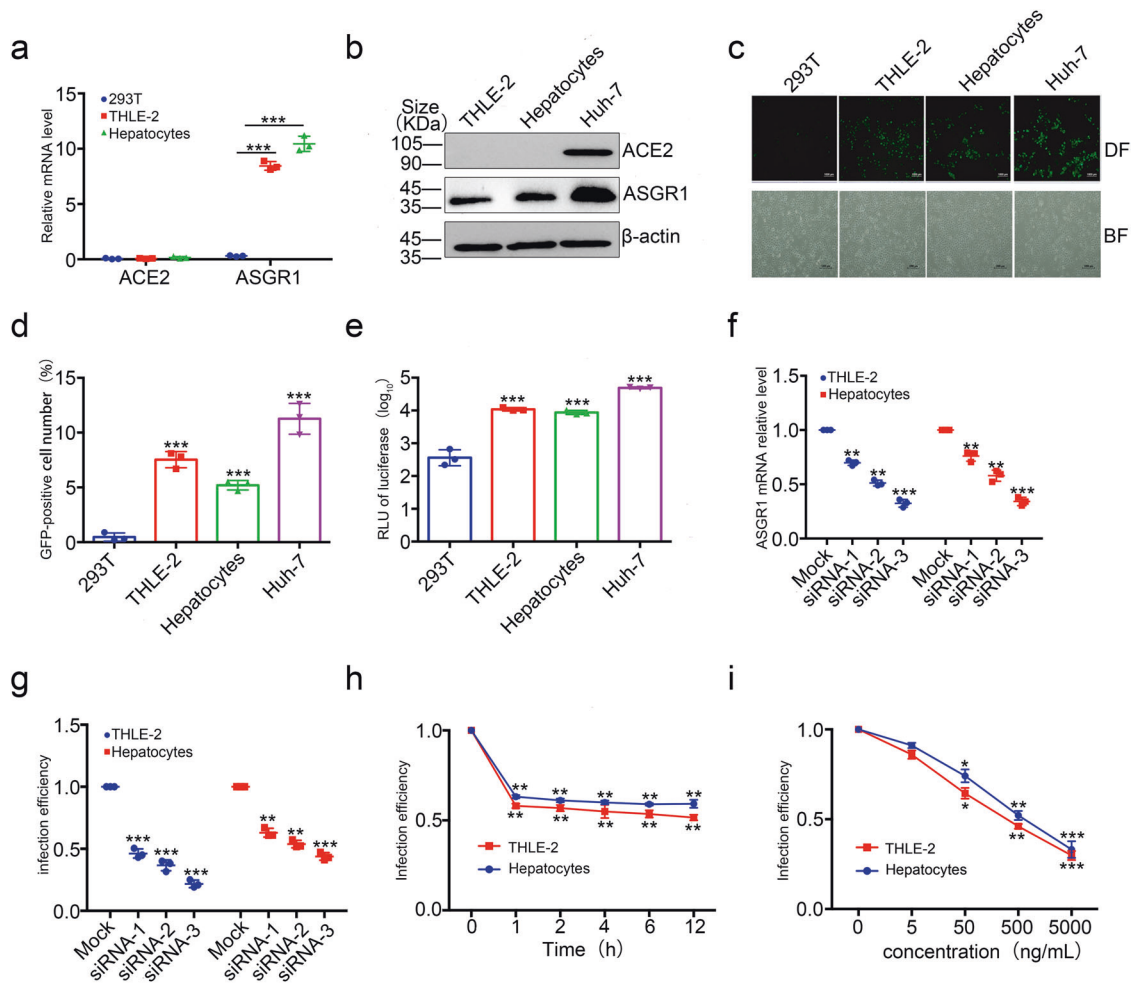 a
15
10
5
0
Relative mRNA level
293T
THLE-2
Hepatocytes
***
***
ACE2
ASGR1
b
THLE-2
Hepatocytes
Huh-7
Size
(KDa)
105
90
ACE2
45
35
ASGR1
45
35
β-actin
c
293T
THLE-2
Hepatocytes
Huh-7
DF
BF
d
GFP-positive cell number (%)
15
10
5
0
***
***
***
293T
THLE-2
Hepatocytes
Huh-7
e
RLU of luciferase (log10)
5
4
3
2
1
0
***
***
***
293T
THLE-2
Hepatocytes
Huh-7
f
ASGR1 mRNA relative level
1.5
1.0
0.5
0.0
THLE-2
Hepatocytes
**
**
***
**
**
***
Mock
siRNA-1
siRNA-2
siRNA-3
Mock
siRNA-1
siRNA-2
siRNA-3
g
infection efficiency
1.5
1.0
0.5
0.0
THLE-2
Hepatocytes
***
***
***
**
**
***
Mock
siRNA-1
siRNA-2
siRNA-3
Mock
siRNA-1
siRNA-2
siRNA-3
h
Infection efficiency
1.0
0.5
0.0
** ** ** ** **
** ** ** ** **
THLE-2
Hepatocytes
0 1 2 4 6 12
Time (h)
i
Infection efficiency
1.0
0.5
0.0
*
*
**
**
***
***
THLE-2
Hepatocytes
0 5 50 500 5000
concentration (ng/mL)